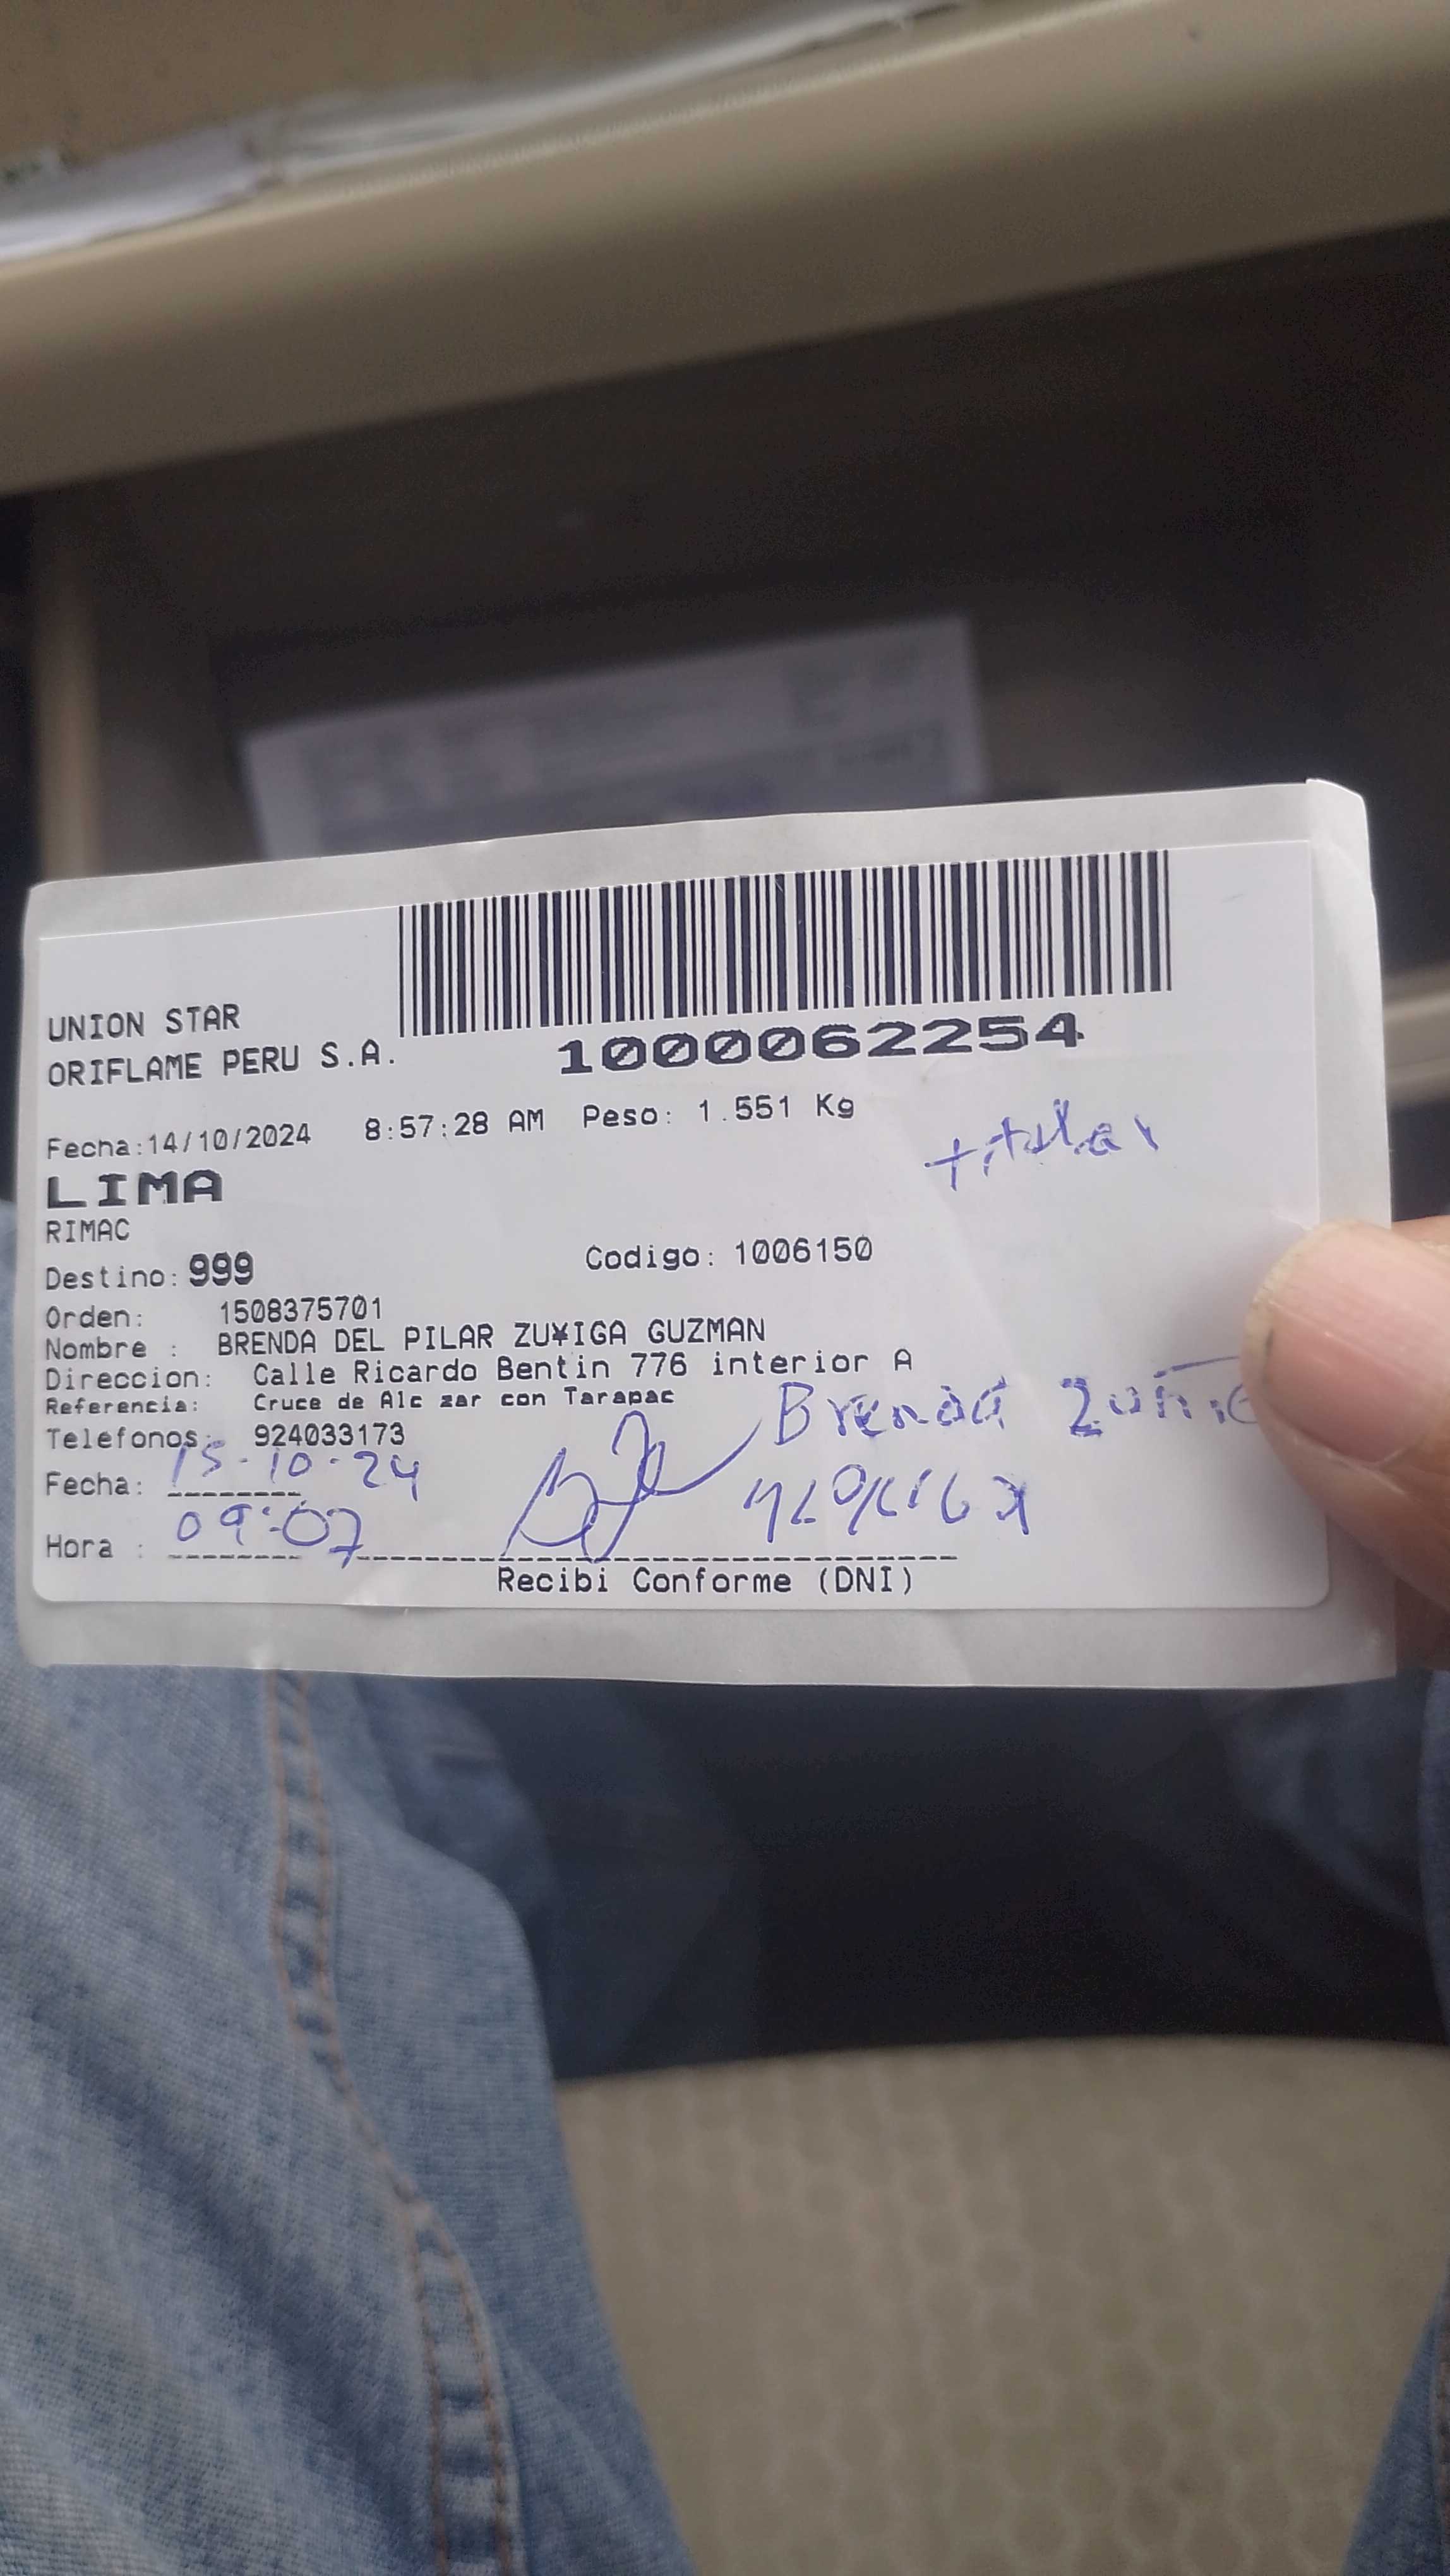 UNION STAR
ORIFLAME PERU S.A.
1000062254
Fecha:14/10/2024 8:57:28 AM Peso: 1.551 Kg
titular
LIMA
RIMAC
Destino: 999 Codigo: 1006150
Orden: 1508375701
Nombre : BRENDA DEL PILAR ZU¥IGA GUZMAN
Direccion: Calle Ricardo Bentin 776 interior A
Referencia: Cruce de Alc zar con Tarapac
Telefonos: 924033173
Brenda
Fecha: 15-10-24
Hora : 09:07
Recibi Conforme (DNI)